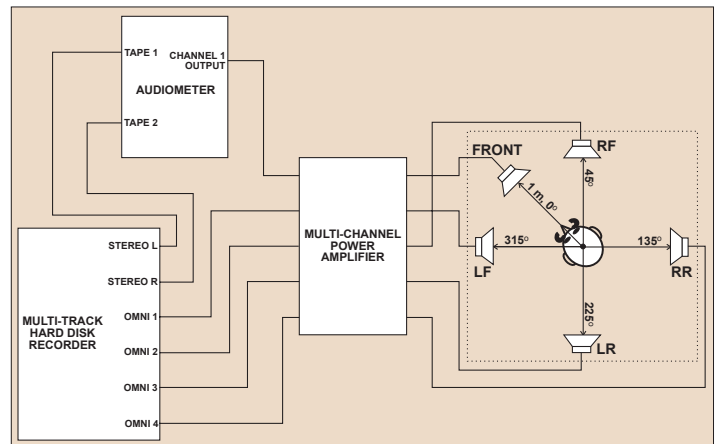 TAPE 1
CHANNEL 1
OUTPUT
AUDIOMETER
TAPE 2
FRONT
RF
45°
1 m, 0°
MULTI-CHANNEL
POWER
AMPLIFIER
315°
135°
LF
RR
225°
LR
STEREO L
STEREO R
MULTI-TRACK
HARD DISK
RECORDER
OMNI 1
OMNI 2
OMNI 3
OMNI 4